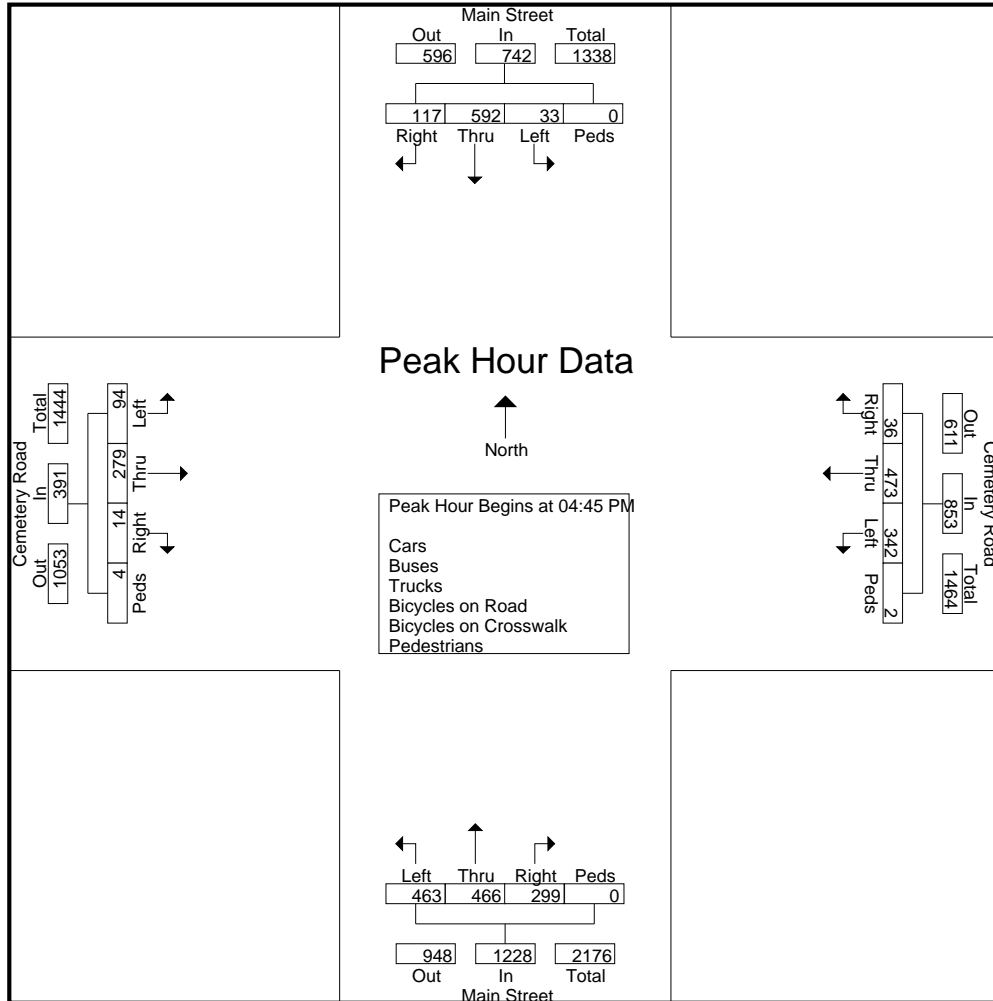 Main Street
Out In Total
596 742 1338
117 592 33 0
Right Thru Left Peds
Peak Hour Data
North
Peak Hour Begins at 04:45 PM
Cars
Buses
Trucks
Bicycles on Road
Bicycles on Crosswalk
Pedestrians
Cemetery Road
Total In Out
1444 391 1053
94 279 14 4
Left Thru Right Peds
Right Thru Left Peds
36 473 342 2
611 853 1464
Out In Total
Cemetery Road
Left Thru Right Peds
463 466 299 0
948 1228 2176
Out In Total
Main Street